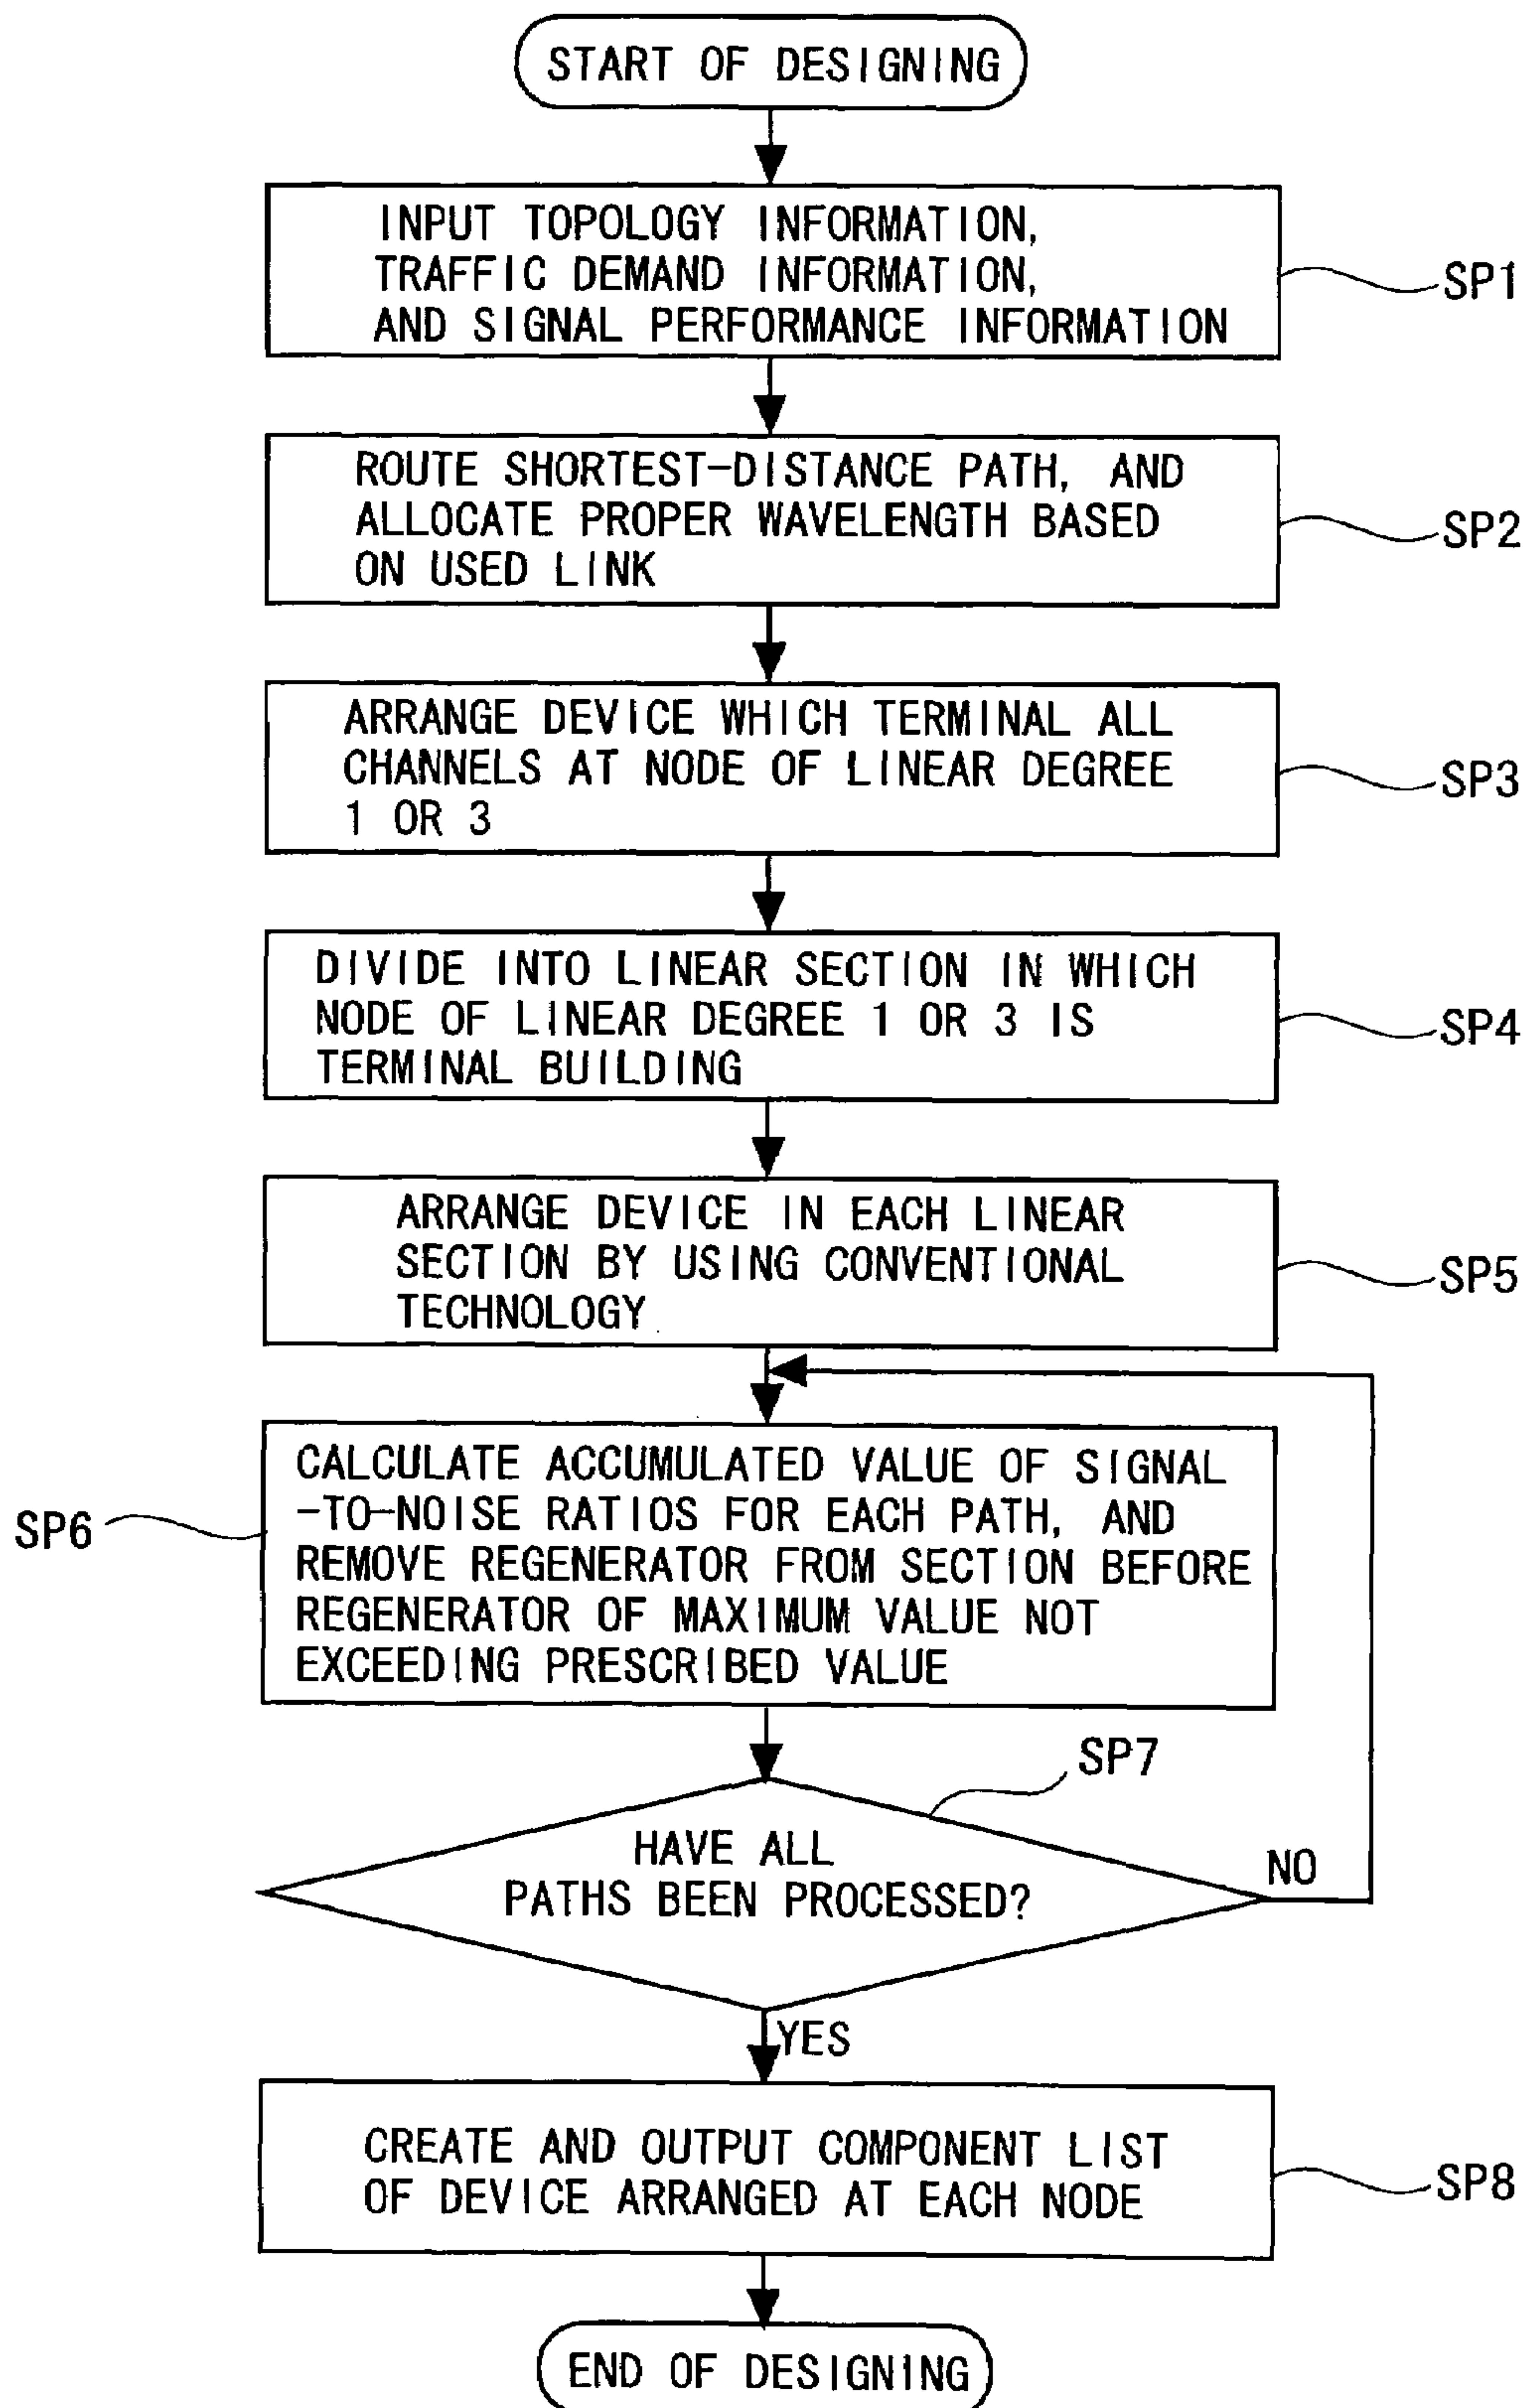 START OF DESIGNING
INPUT TOPOLOGY INFORMATION,
TRAFFIC DEMAND INFORMATION,
AND SIGNAL PERFORMANCE INFORMATION
SP1
ROUTE SHORTEST-DISTANCE PATH, AND
ALLOCATE PROPER WAVELENGTH BASED
ON USED LINK
SP2
ARRANGE DEVICE WHICH TERMINAL ALL
CHANNELS AT NODE OF LINEAR DEGREE
1 OR 3
SP3
DIVIDE INTO LINEAR SECTION IN WHICH
NODE OF LINEAR DEGREE 1 OR 3 IS
TERMINAL BUILDING
SP4
ARRANGE DEVICE IN EACH LINEAR
SECTION BY USING CONVENTIONAL
TECHNOLOGY
SP5
CALCULATE ACCUMULATED VALUE OF SIGNAL
-TO-NOISE RATIOS FOR EACH PATH, AND
REMOVE REGENERATOR FROM SECTION BEFORE
REGENERATOR OF MAXIMUM VALUE NOT
EXCEEDING PRESCRIBED VALUE
SP6
SP7
HAVE ALL
PATHS BEEN PROCESSED?
NO
YES
CREATE AND OUTPUT COMPONENT LIST
OF DEVICE ARRANGED AT EACH NODE
SP8
END OF DESIGNING